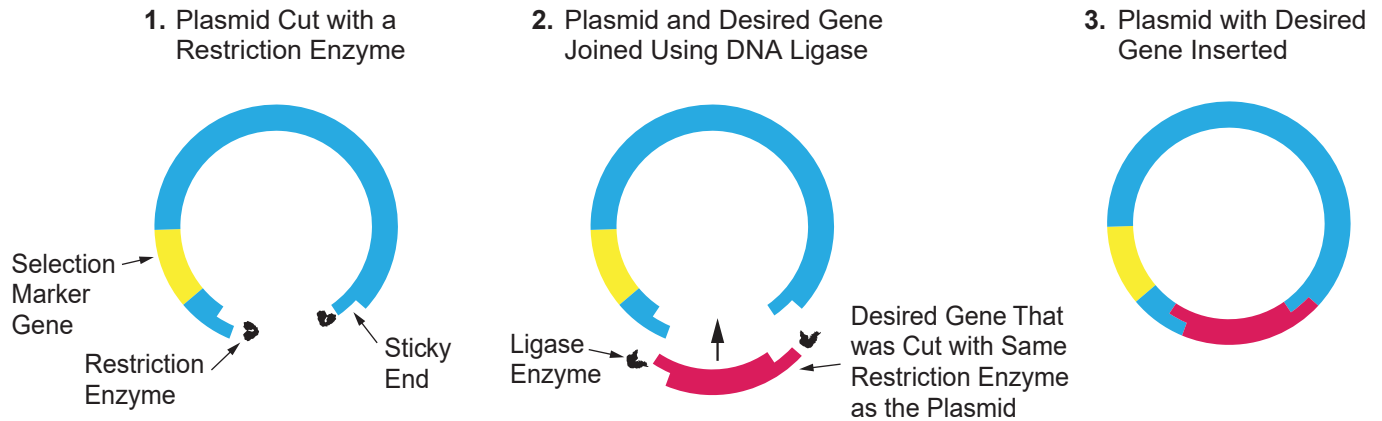 1. Plasmid Cut with a
Restriction Enzyme
2. Plasmid and Desired Gene
Joined Using DNA Ligase
3. Plasmid with Desired
Gene Inserted
Selection
Marker
Gene
Restriction
Enzyme
Sticky
End
Ligase
Enzyme
Desired Gene That
was Cut with Same
Restriction Enzyme
as the Plasmid